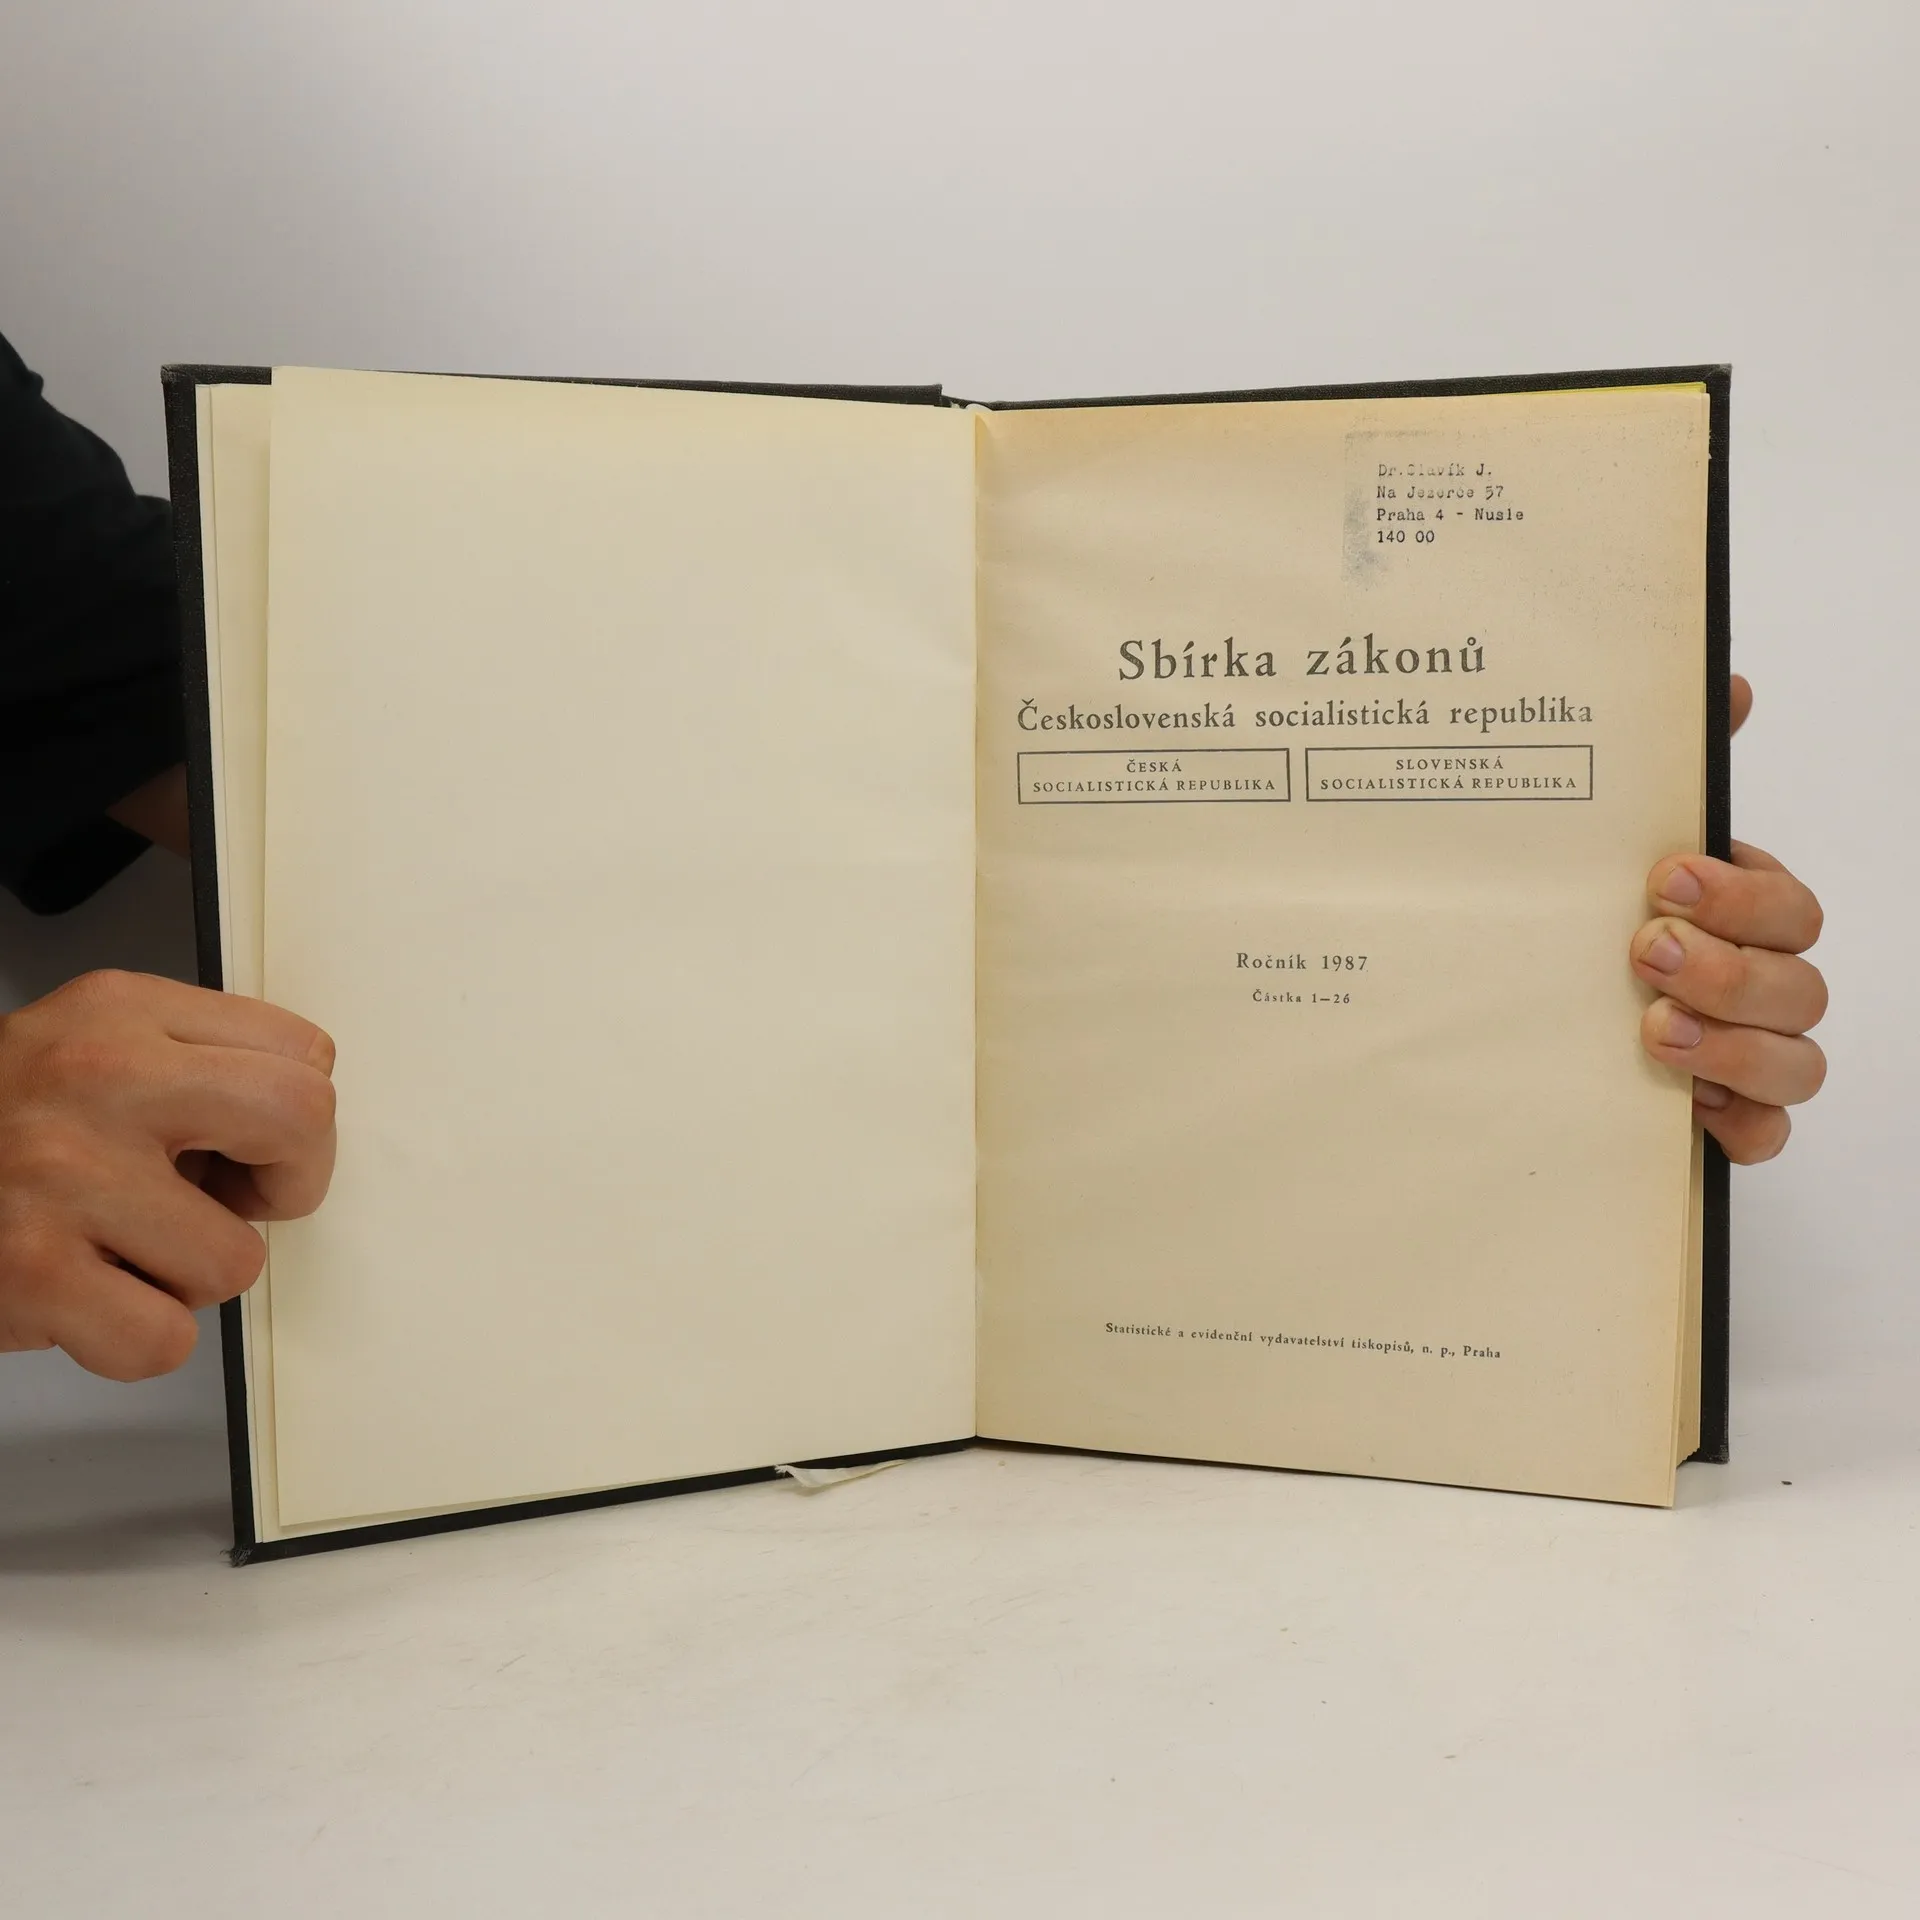 Dr.Slavík J.
Na Jezerce 57
Praha 4 - Nusle
140 00
Sbírka zákonů
Československá socialistická republika
ČESKÁ
SOCIALISTICKÁ REPUBLIKA
SLOVENSKÁ
SOCIALISTICKÁ REPUBLIKA
Ročník 1987
Částka 1—26
Statistické a evidenční vydavatelství tiskopisů, n. p., Praha